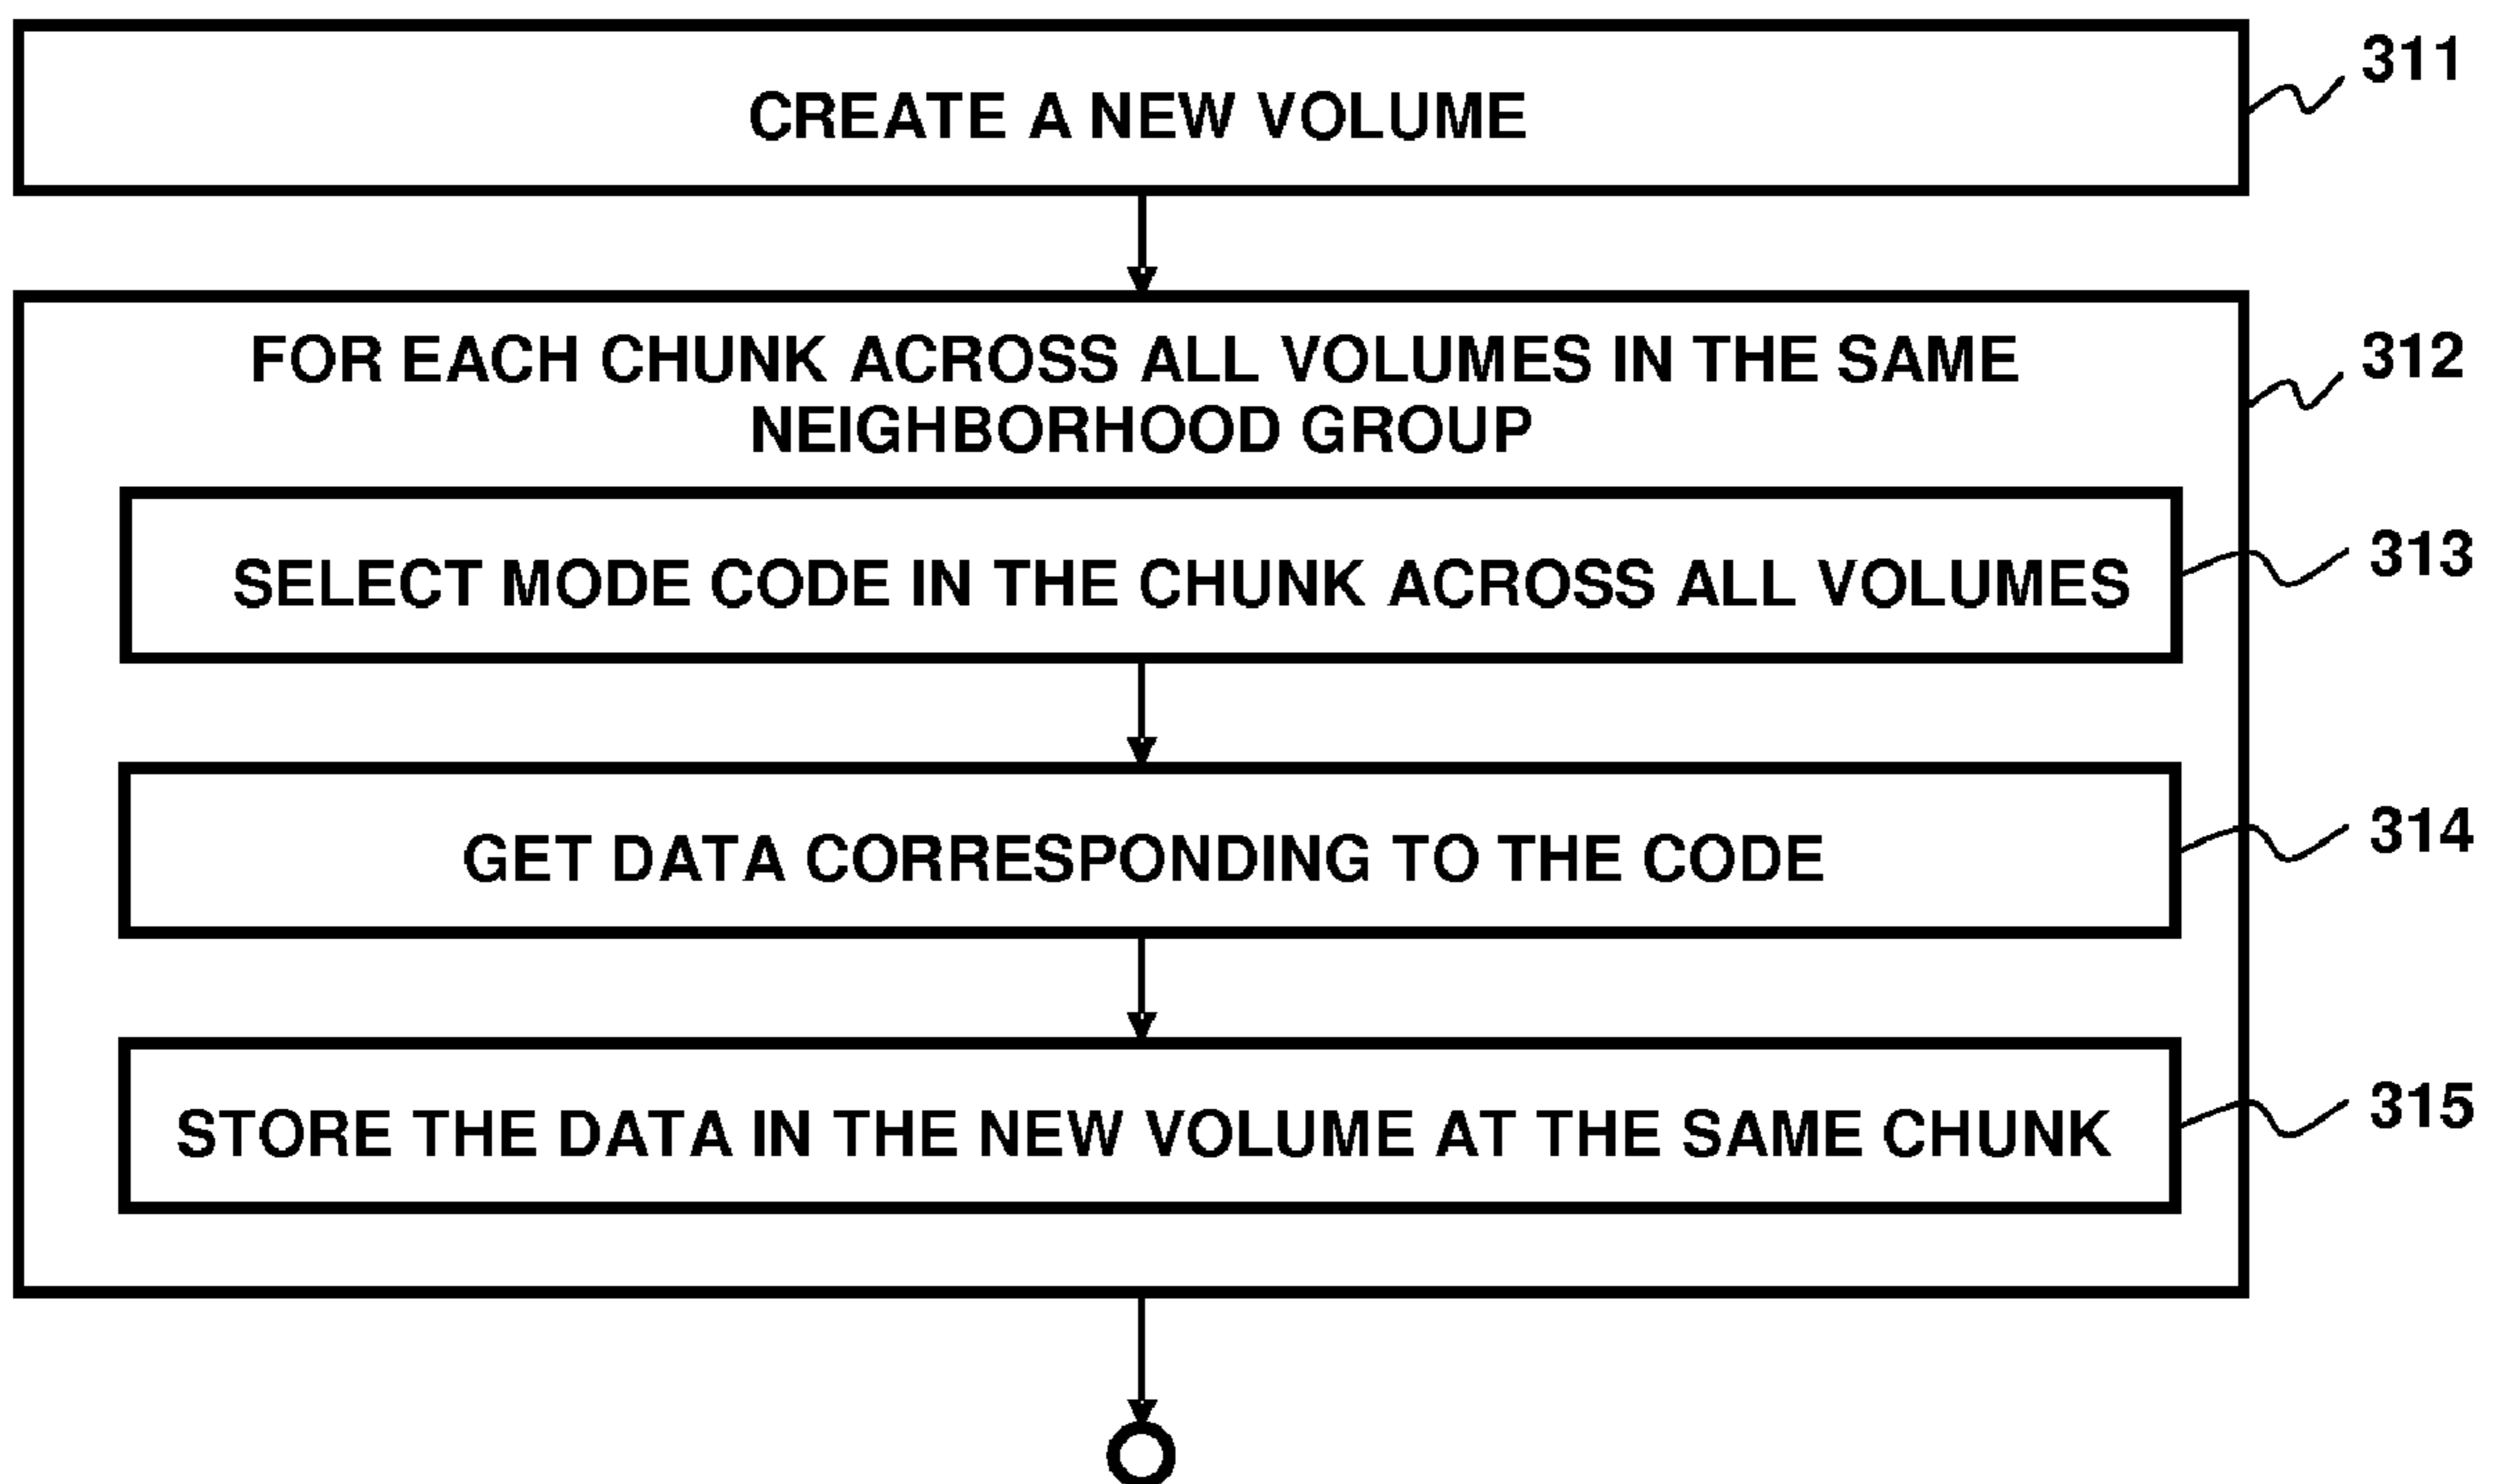 CREATE A NEW VOLUME
311
FOR EACH CHUNK ACROSS ALL VOLUMES IN THE SAME
NEIGHBORHOOD GROUP
312
SELECT MODE CODE IN THE CHUNK ACROSS ALL VOLUMES
313
GET DATA CORRESPONDING TO THE CODE
314
STORE THE DATA IN THE NEW VOLUME AT THE SAME CHUNK
315